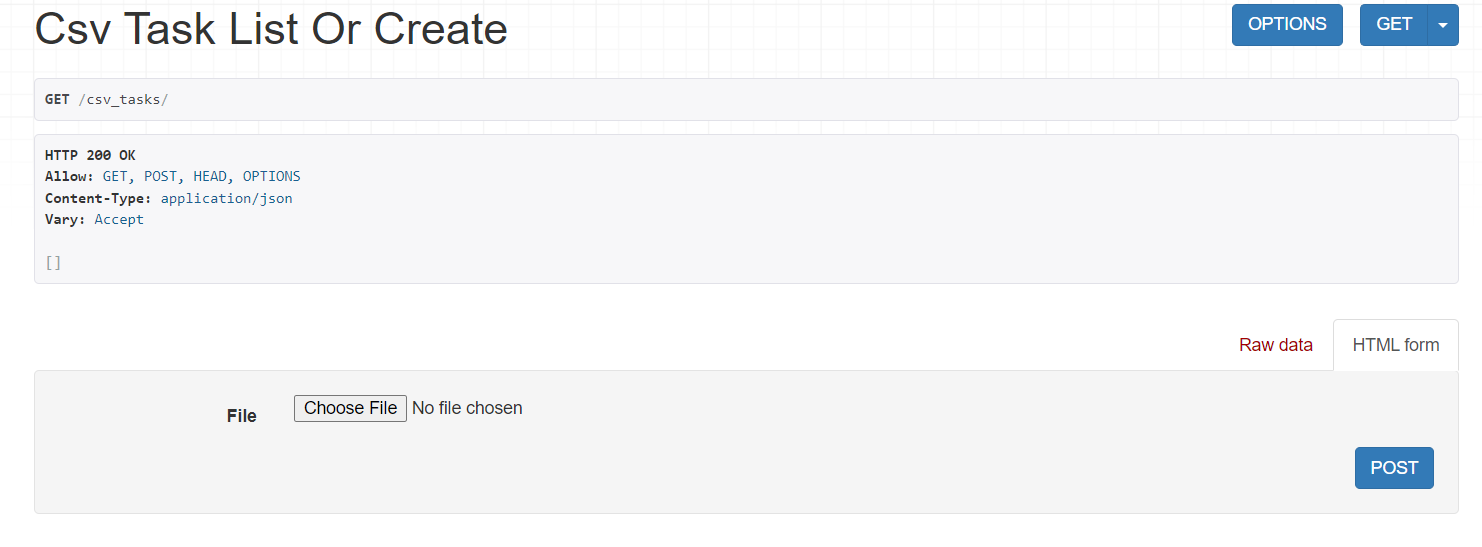 Csv Task List Or Create
OPTIONS
GET
GET /csv_tasks/
HTTP 200 OK
Allow: GET, POST, HEAD, OPTIONS
Content-Type: application/json
Vary: Accept
[]
Raw data
HTML form
File
Choose File No file chosen
POST